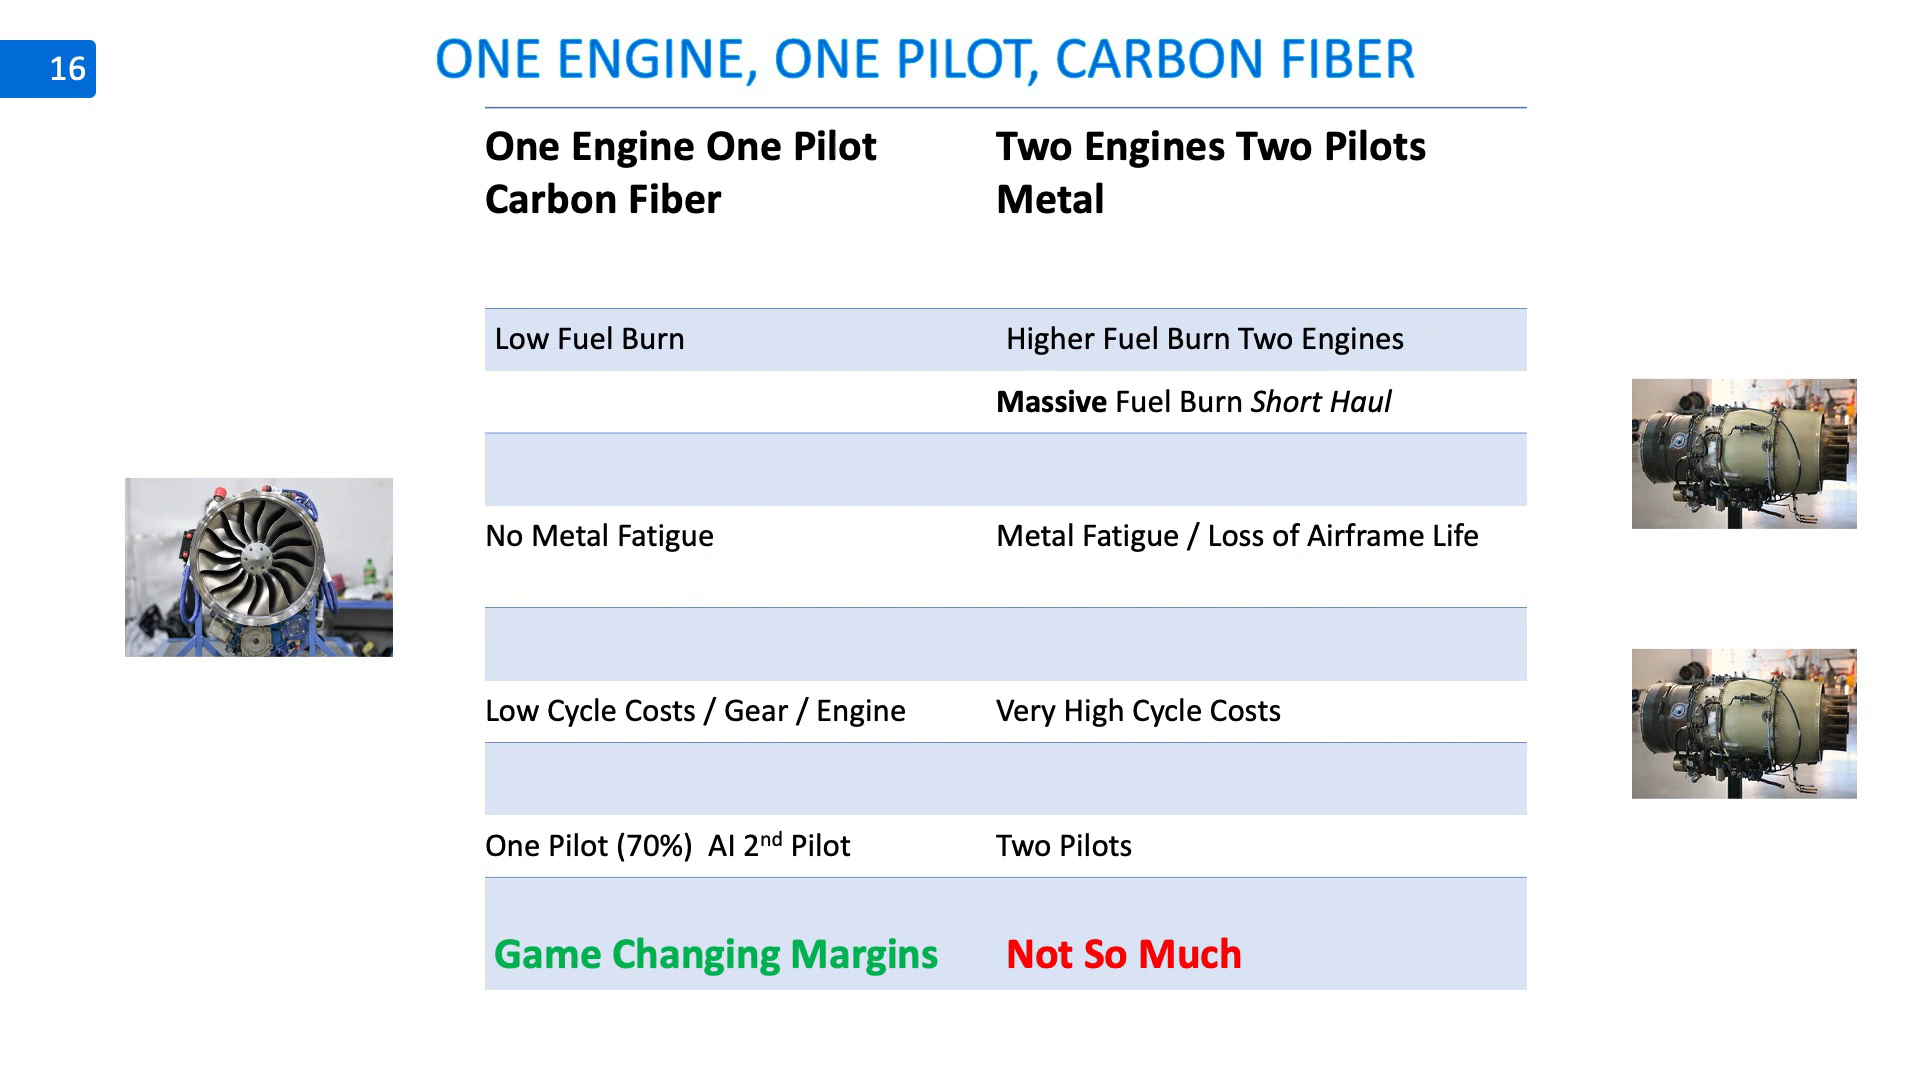 16
ONE ENGINE, ONE PILOT, CARBON FIBER
One Engine One Pilot
Carbon Fiber
Two Engines Two Pilots
Metal
Low Fuel Burn
Higher Fuel Burn Two Engines
Massive Fuel Burn Short Haul
No Metal Fatigue
Metal Fatigue / Loss of Airframe Life
Low Cycle Costs / Gear / Engine
Very High Cycle Costs
One Pilot (70%)  AI 2nd Pilot
Two Pilots
Game Changing Margins
Not So Much